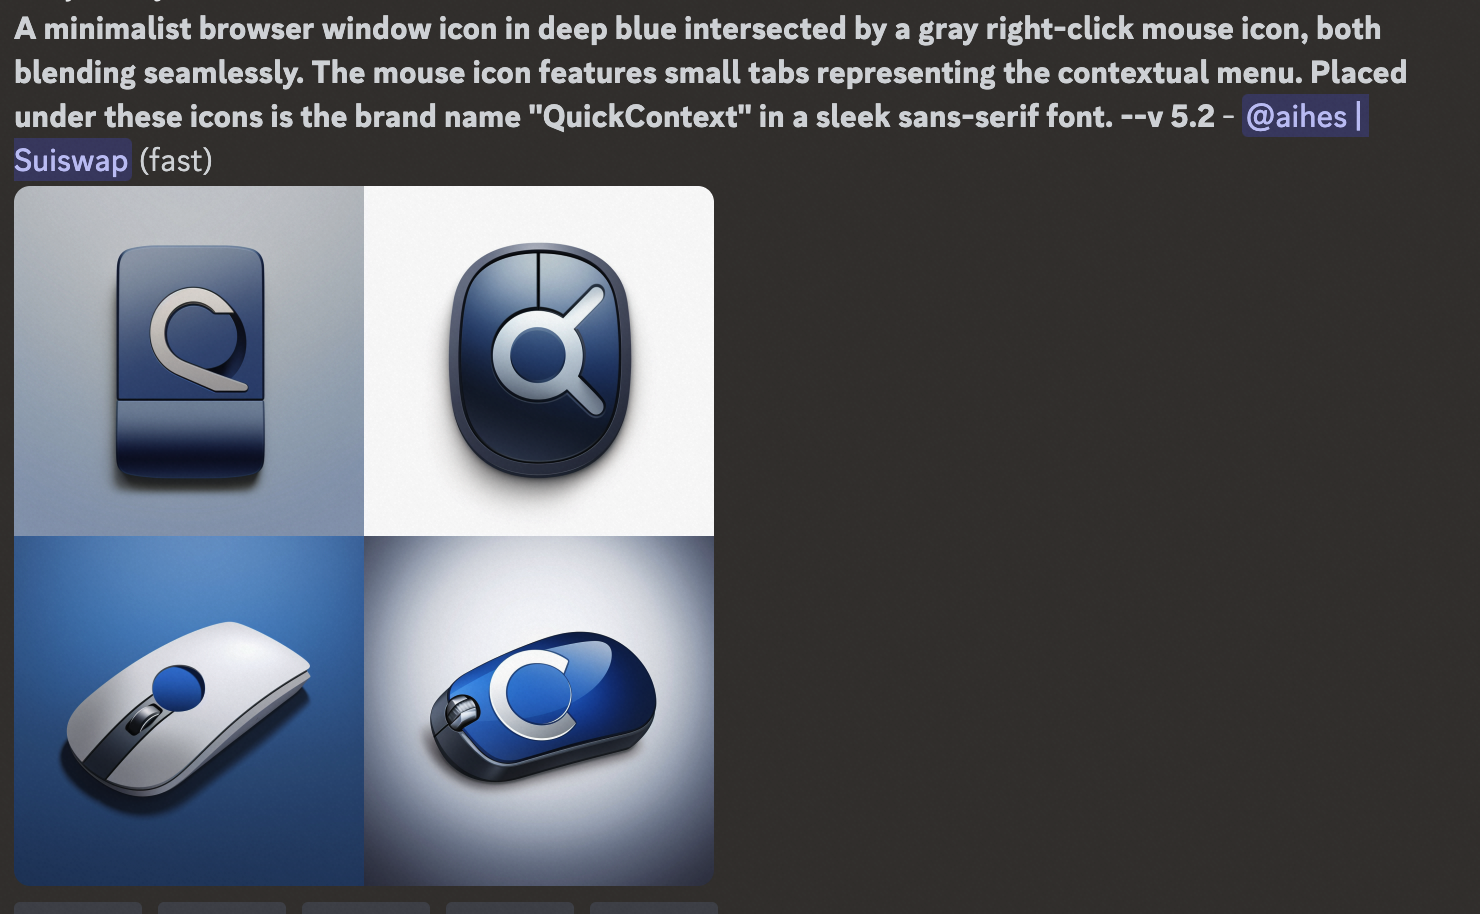 A minimalist browser window icon in deep blue intersected by a gray right-click mouse icon, both
blending seamlessly. The mouse icon features small tabs representing the contextual menu. Placed
under these icons is the brand name "QuickContext" in a sleek sans-serif font. --v 5.2 - @aihes |
Suiswap (fast)